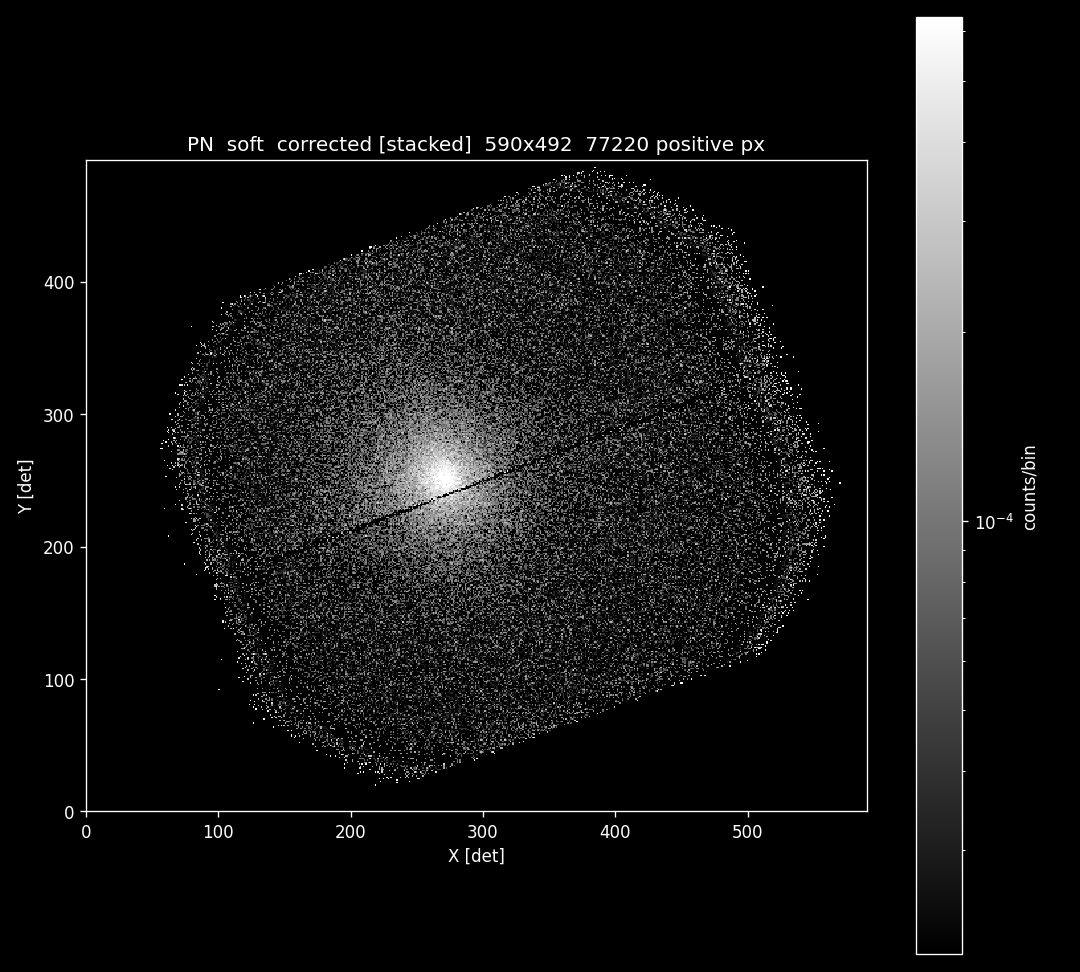 PN  soft  corrected [stacked]  590x492  77220 positive px
400
300
200
100
0
0 100 200 300 400 500
X [det]
Y [det]
10⁻⁴
counts/bin